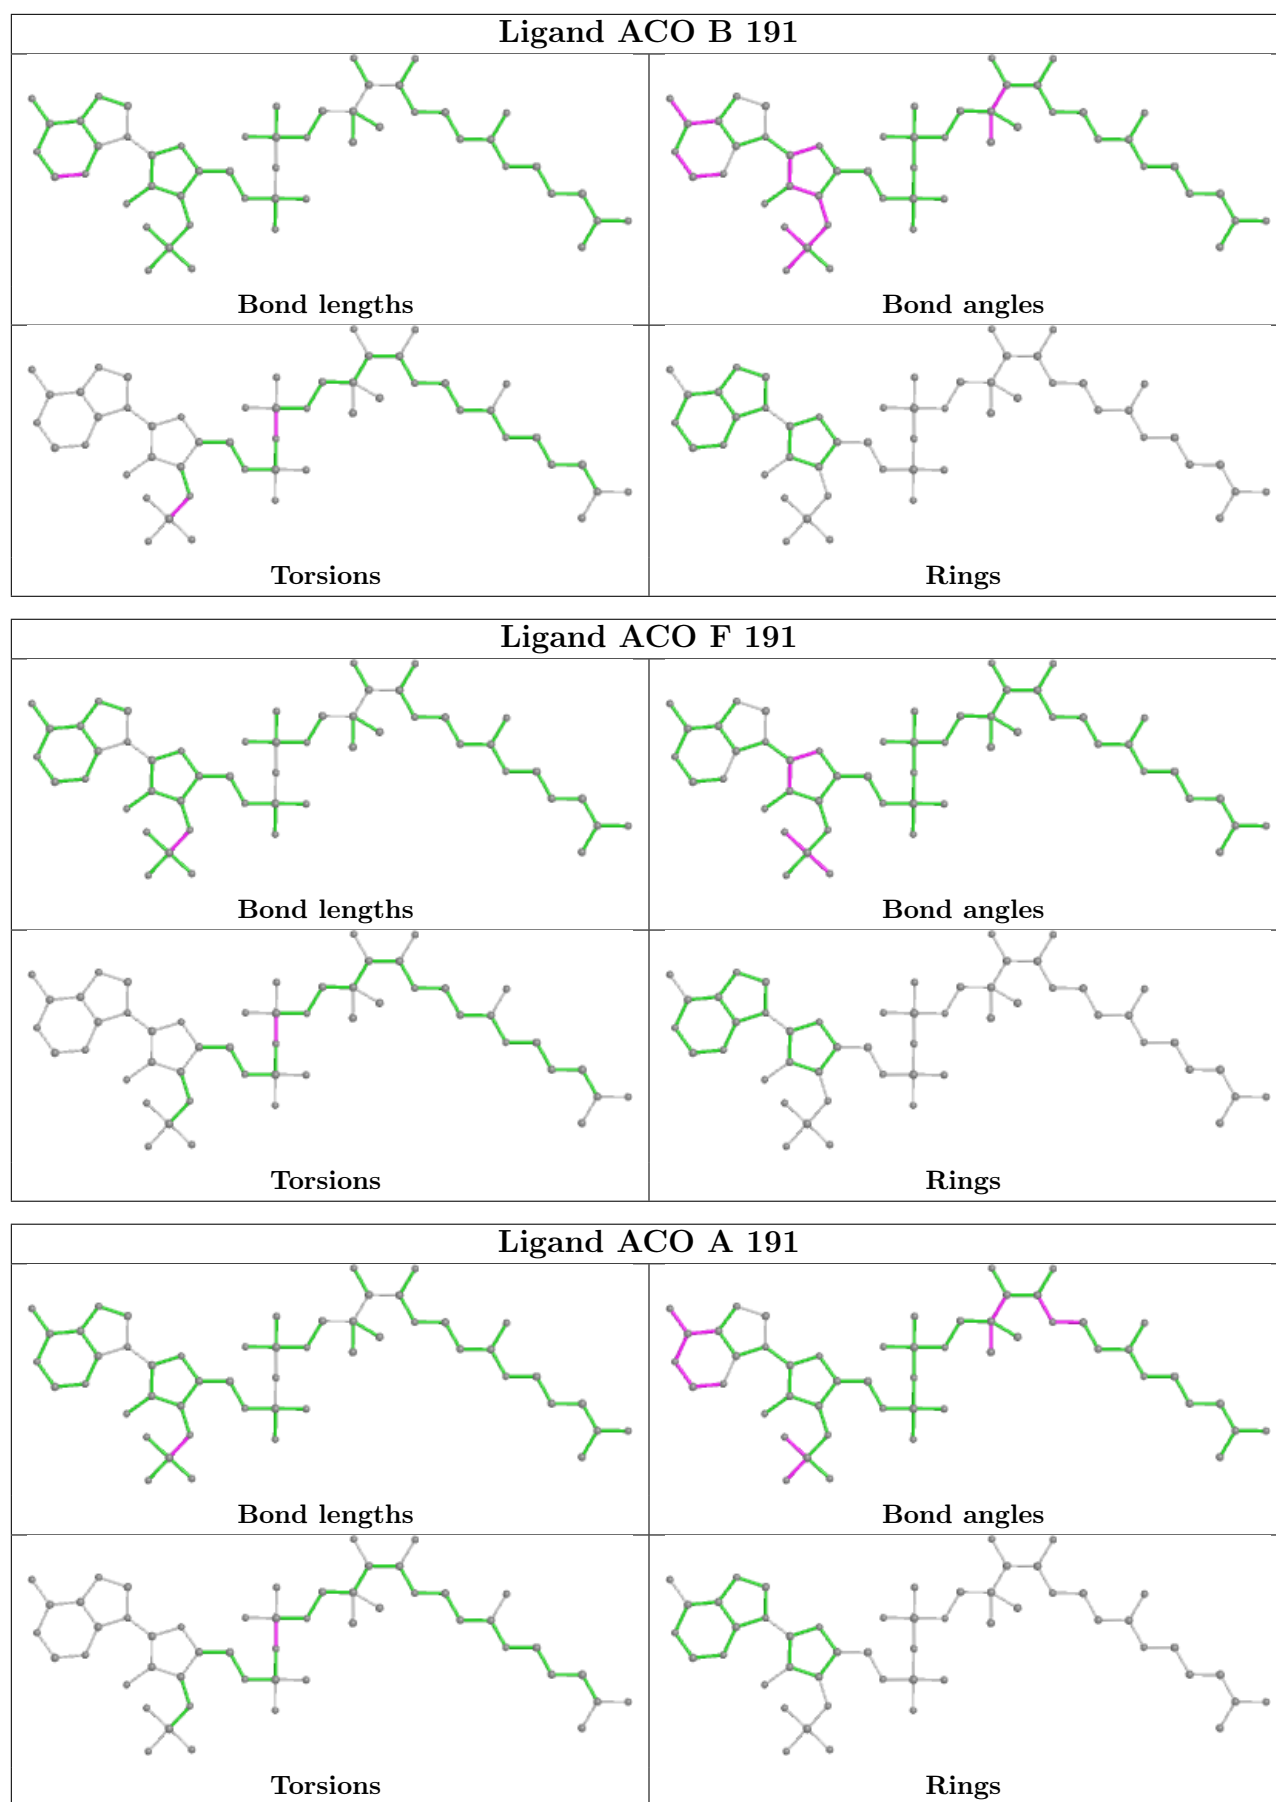 Ligand ACO B 191
Bond lengths
Bond angles
Torsions
Rings
Ligand ACO F 191
Bond lengths
Bond angles
Torsions
Rings
Ligand ACO A 191
Bond lengths
Bond angles
Torsions
Rings